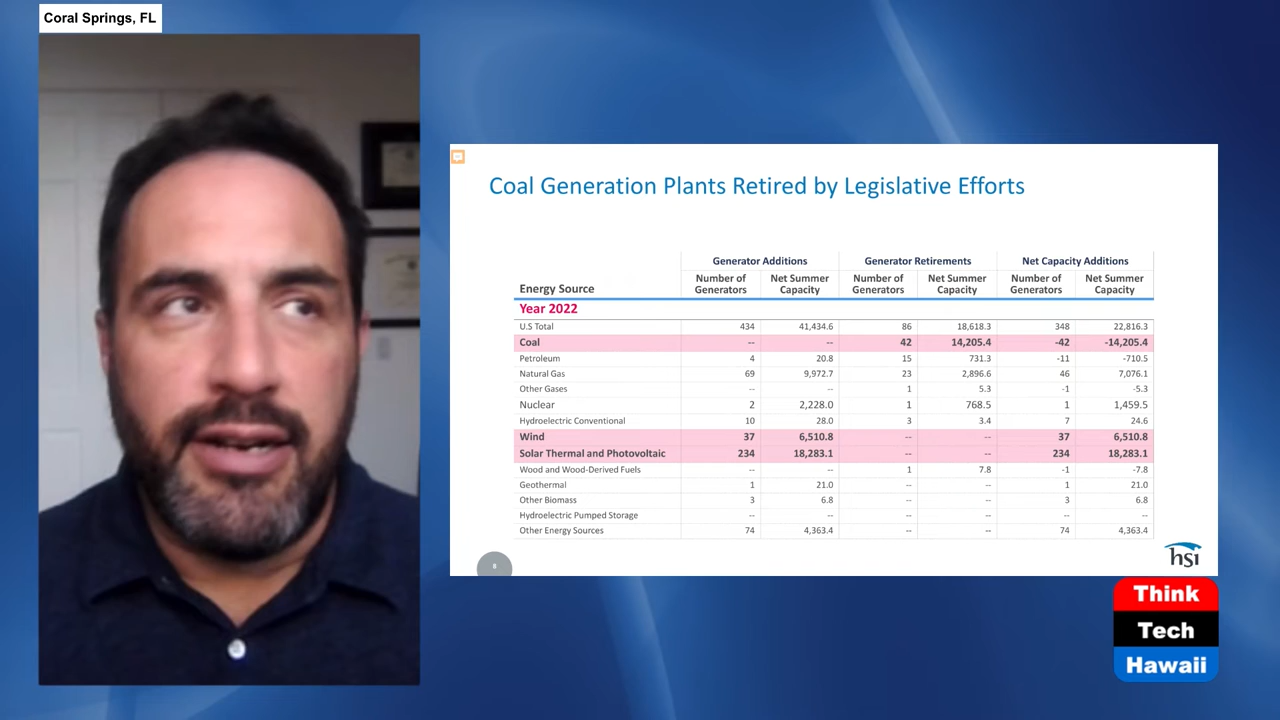 Coral Springs, FL
Coal Generation Plants Retired by Legislative Efforts
Generator Additions Generator Retirements Net Capacity Additions
Energy Source Number of Generators Net Summer Capacity Number of Generators Net Summer Capacity Number of Generators Net Summer Capacity
Year 2022
U.S Total 434 41,434.6 86 18,618.3 348 22,816.3
Coal -- -- 42 14,205.4 -42 -14,205.4
Petroleum 4 20.8 15 731.3 -11 -710.5
Natural Gas 69 9,972.7 23 2,896.6 46 7,076.1
Other Gases -- -- 1 5.3 -1 -5.3
Nuclear 2 2,228.0 1 768.5 1 1,459.5
Hydroelectric Conventional 10 28.0 3 3.4 7 24.6
Wind 37 6,510.8 -- -- 37 6,510.8
Solar Thermal and Photovoltaic 234 18,283.1 -- -- 234 18,283.1
Wood and Wood-Derived Fuels -- -- 1 7.8 -1 -7.8
Geothermal 1 21.0 -- -- 1 21.0
Other Biomass 3 6.8 -- -- 3 6.8
Hydroelectric Pumped Storage -- -- -- -- -- --
Other Energy Sources 74 4,363.4 -- -- 74 4,363.4
8
hsi
Think
Tech
Hawaii